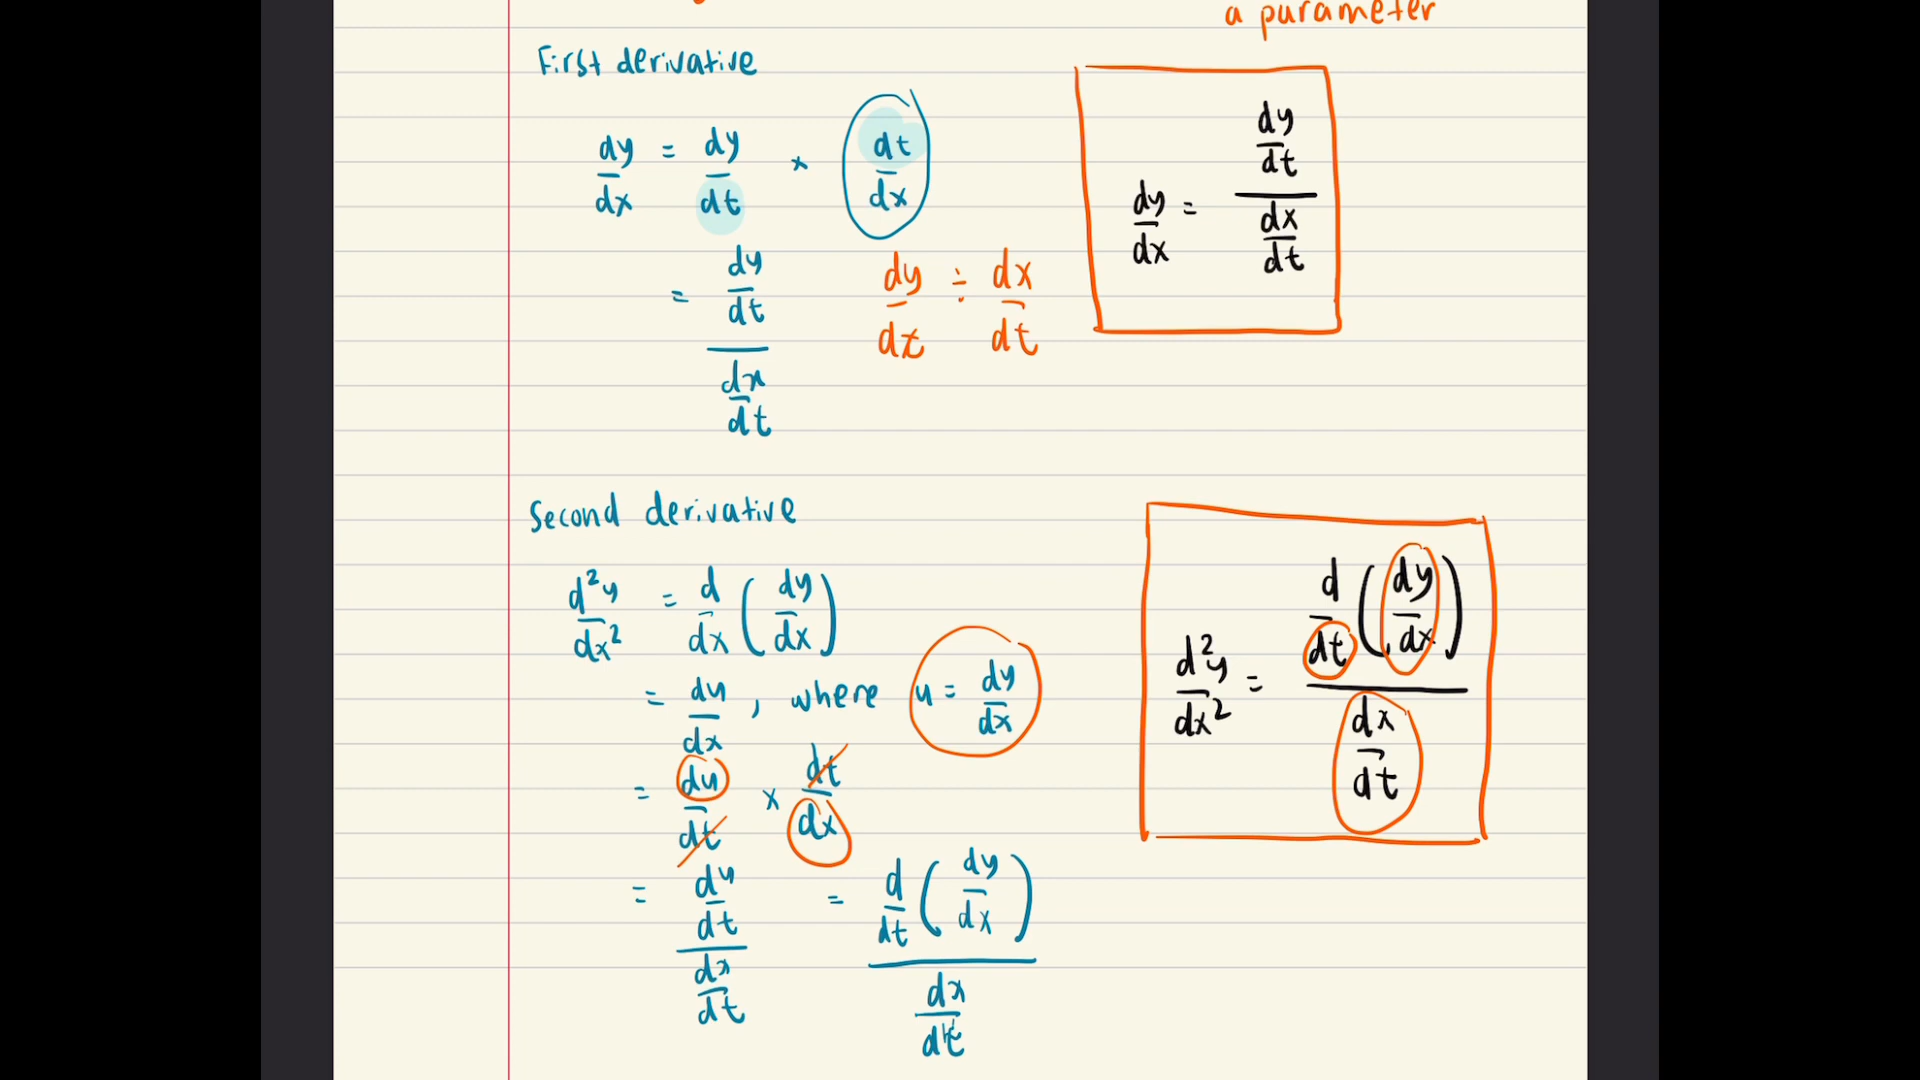 a parameter
First derivative
dy/dx = dy/dt × dt/dx
= (dy/dt)/(dx/dt)
dy/dt ÷ dx/dt
dy/dx = (dy/dt)/(dx/dt)
Second derivative
d²y/dx² = d/dx (dy/dx)
= du/dx , where u = dy/dx
= du/dt × dt/dx
= (du/dt)/(dx/dt) = (d/dt (dy/dx))/(dx/dt)
d²y/dx² = (d/dt (dy/dx))/(dx/dt)